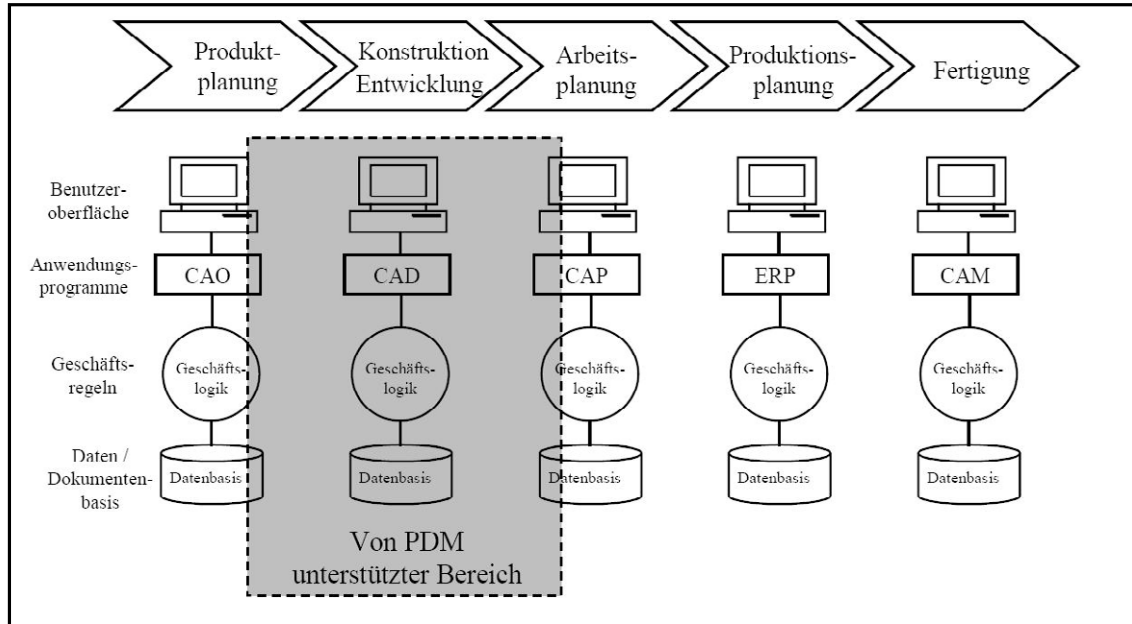 Produkt-
planung
Konstruktion
Entwicklung
Arbeits-
planung
Produktions-
planung
Fertigung
Benutzer-
oberfläche
Anwendungs-
programme
CAO
CAD
CAP
ERP
CAM
Geschäfts-
regeln
Geschäfts-
logik
Geschäfts-
logik
Geschäfts-
logik
Geschäfts-
logik
Geschäfts-
logik
Daten /
Dokumenten-
basis
Datenbasis
Datenbasis
Datenbasis
Datenbasis
Datenbasis
Von PDM
unterstützter Bereich